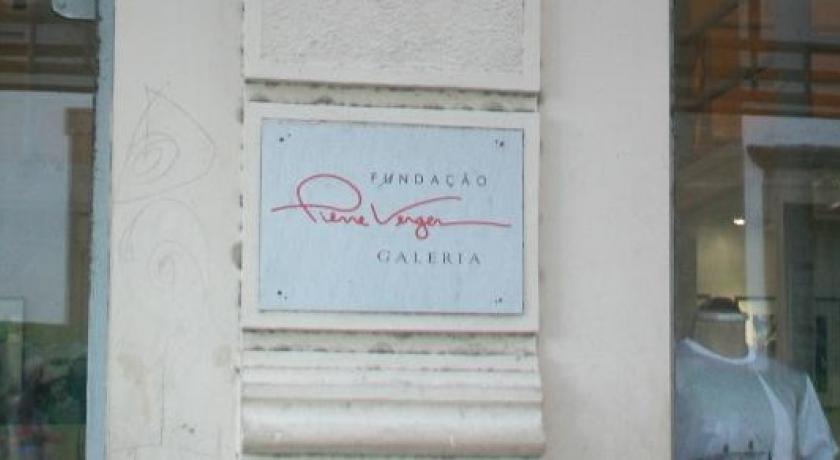 FUNDAÇÃO
Pierre Verger
GALERIA